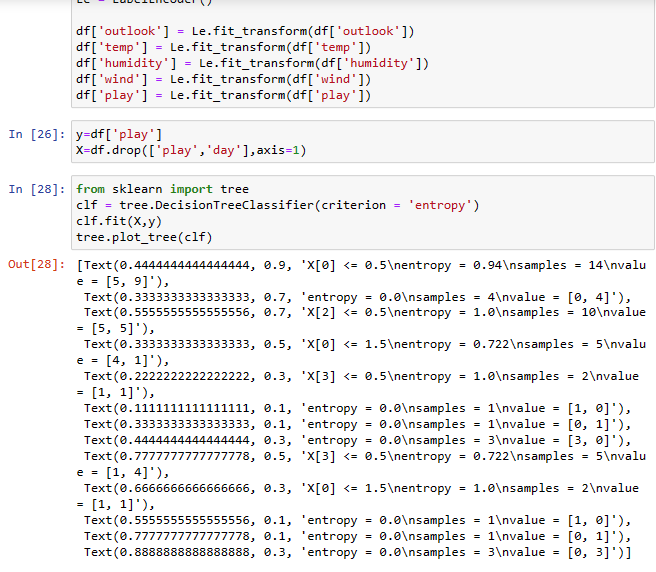 Le = LabelEncoder()
df['outlook'] = Le.fit_transform(df['outlook'])
df['temp'] = Le.fit_transform(df['temp'])
df['humidity'] = Le.fit_transform(df['humidity'])
df['wind'] = Le.fit_transform(df['wind'])
df['play'] = Le.fit_transform(df['play'])
In [26]: y=df['play']
X=df.drop(['play','day'],axis=1)
In [28]: from sklearn import tree
clf = tree.DecisionTreeClassifier(criterion = 'entropy')
clf.fit(X,y)
tree.plot_tree(clf)
Out[28]: [Text(0.4444444444444444, 0.9, 'X[0] <= 0.5\nentropy = 0.94\nsamples = 14\nvalu
e = [5, 9]'),
Text(0.3333333333333333, 0.7, 'entropy = 0.0\nsamples = 4\nvalue = [0, 4]'),
Text(0.5555555555555556, 0.7, 'X[2] <= 0.5\nentropy = 1.0\nsamples = 10\nvalue
= [5, 5]'),
Text(0.3333333333333333, 0.5, 'X[0] <= 1.5\nentropy = 0.722\nsamples = 5\nvalu
e = [4, 1]'),
Text(0.2222222222222222, 0.3, 'X[3] <= 0.5\nentropy = 1.0\nsamples = 2\nvalue
= [1, 1]'),
Text(0.1111111111111111, 0.1, 'entropy = 0.0\nsamples = 1\nvalue = [1, 0]'),
Text(0.3333333333333333, 0.1, 'entropy = 0.0\nsamples = 1\nvalue = [0, 1]'),
Text(0.4444444444444444, 0.3, 'entropy = 0.0\nsamples = 3\nvalue = [3, 0]'),
Text(0.7777777777777778, 0.5, 'X[3] <= 0.5\nentropy = 0.722\nsamples = 5\nvalu
e = [1, 4]'),
Text(0.6666666666666666, 0.3, 'X[0] <= 1.5\nentropy = 1.0\nsamples = 2\nvalue
= [1, 1]'),
Text(0.5555555555555556, 0.1, 'entropy = 0.0\nsamples = 1\nvalue = [1, 0]'),
Text(0.7777777777777778, 0.1, 'entropy = 0.0\nsamples = 1\nvalue = [0, 1]'),
Text(0.8888888888888888, 0.3, 'entropy = 0.0\nsamples = 3\nvalue = [0, 3]')]